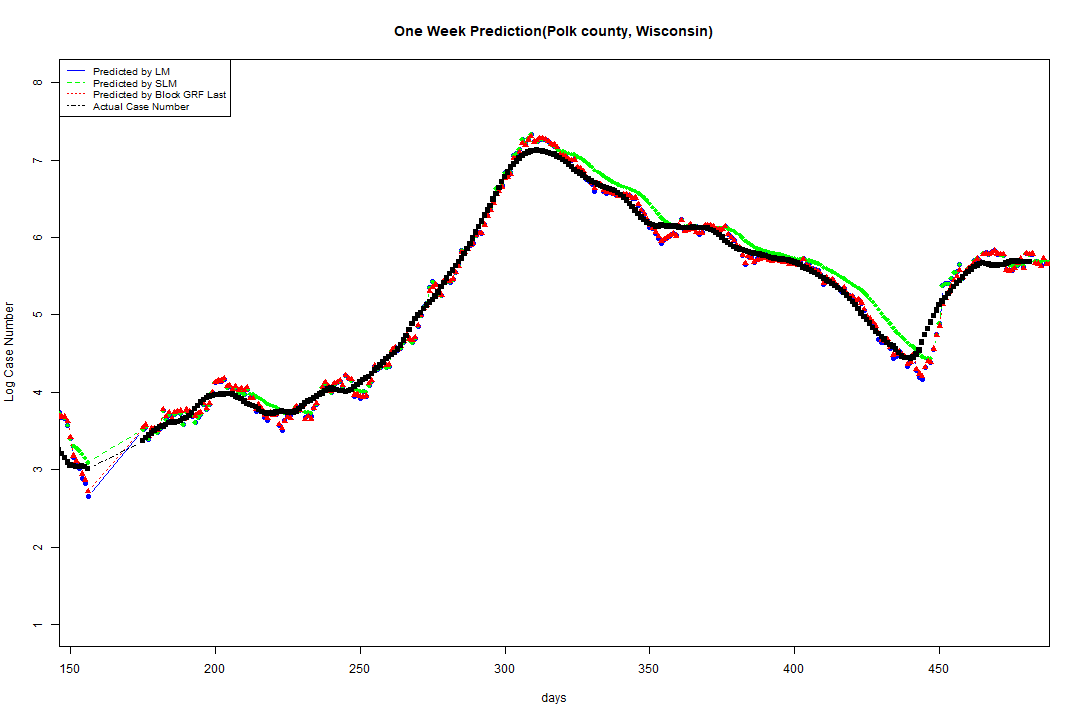 One Week Prediction(Polk county, Wisconsin)
Predicted by LM
Predicted by SLM
Predicted by Block GRF Last
Actual Case Number
8
7
6
5
4
3
2
1
Log Case Number
150 200 250 300 350 400 450
days